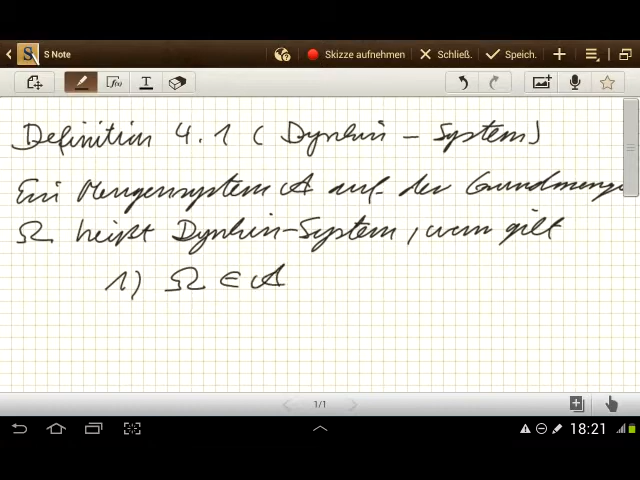 S Note
Skizze aufnehmen
Schließ.
Speich.
f(x)
T
Definition 4.1 (Dynkin - System)
Ein Mengensystem A auf der Grundmenge
Ω heißt Dynkin-System, wenn gilt
1) Ω ∈ A
1/1
18:21